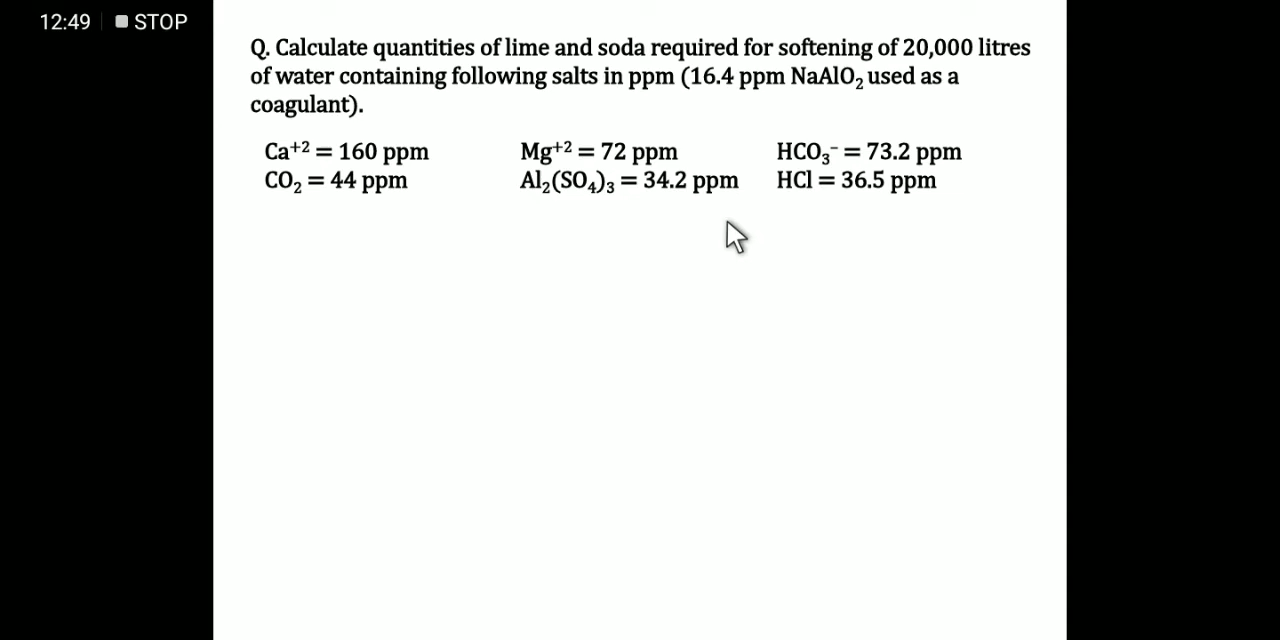 12:49 STOP
Q. Calculate quantities of lime and soda required for softening of 20,000 litres
of water containing following salts in ppm (16.4 ppm NaAlO₂ used as a
coagulant).
Ca⁺² = 160 ppm Mg⁺² = 72 ppm HCO₃⁻ = 73.2 ppm
CO₂ = 44 ppm Al₂(SO₄)₃ = 34.2 ppm HCl = 36.5 ppm